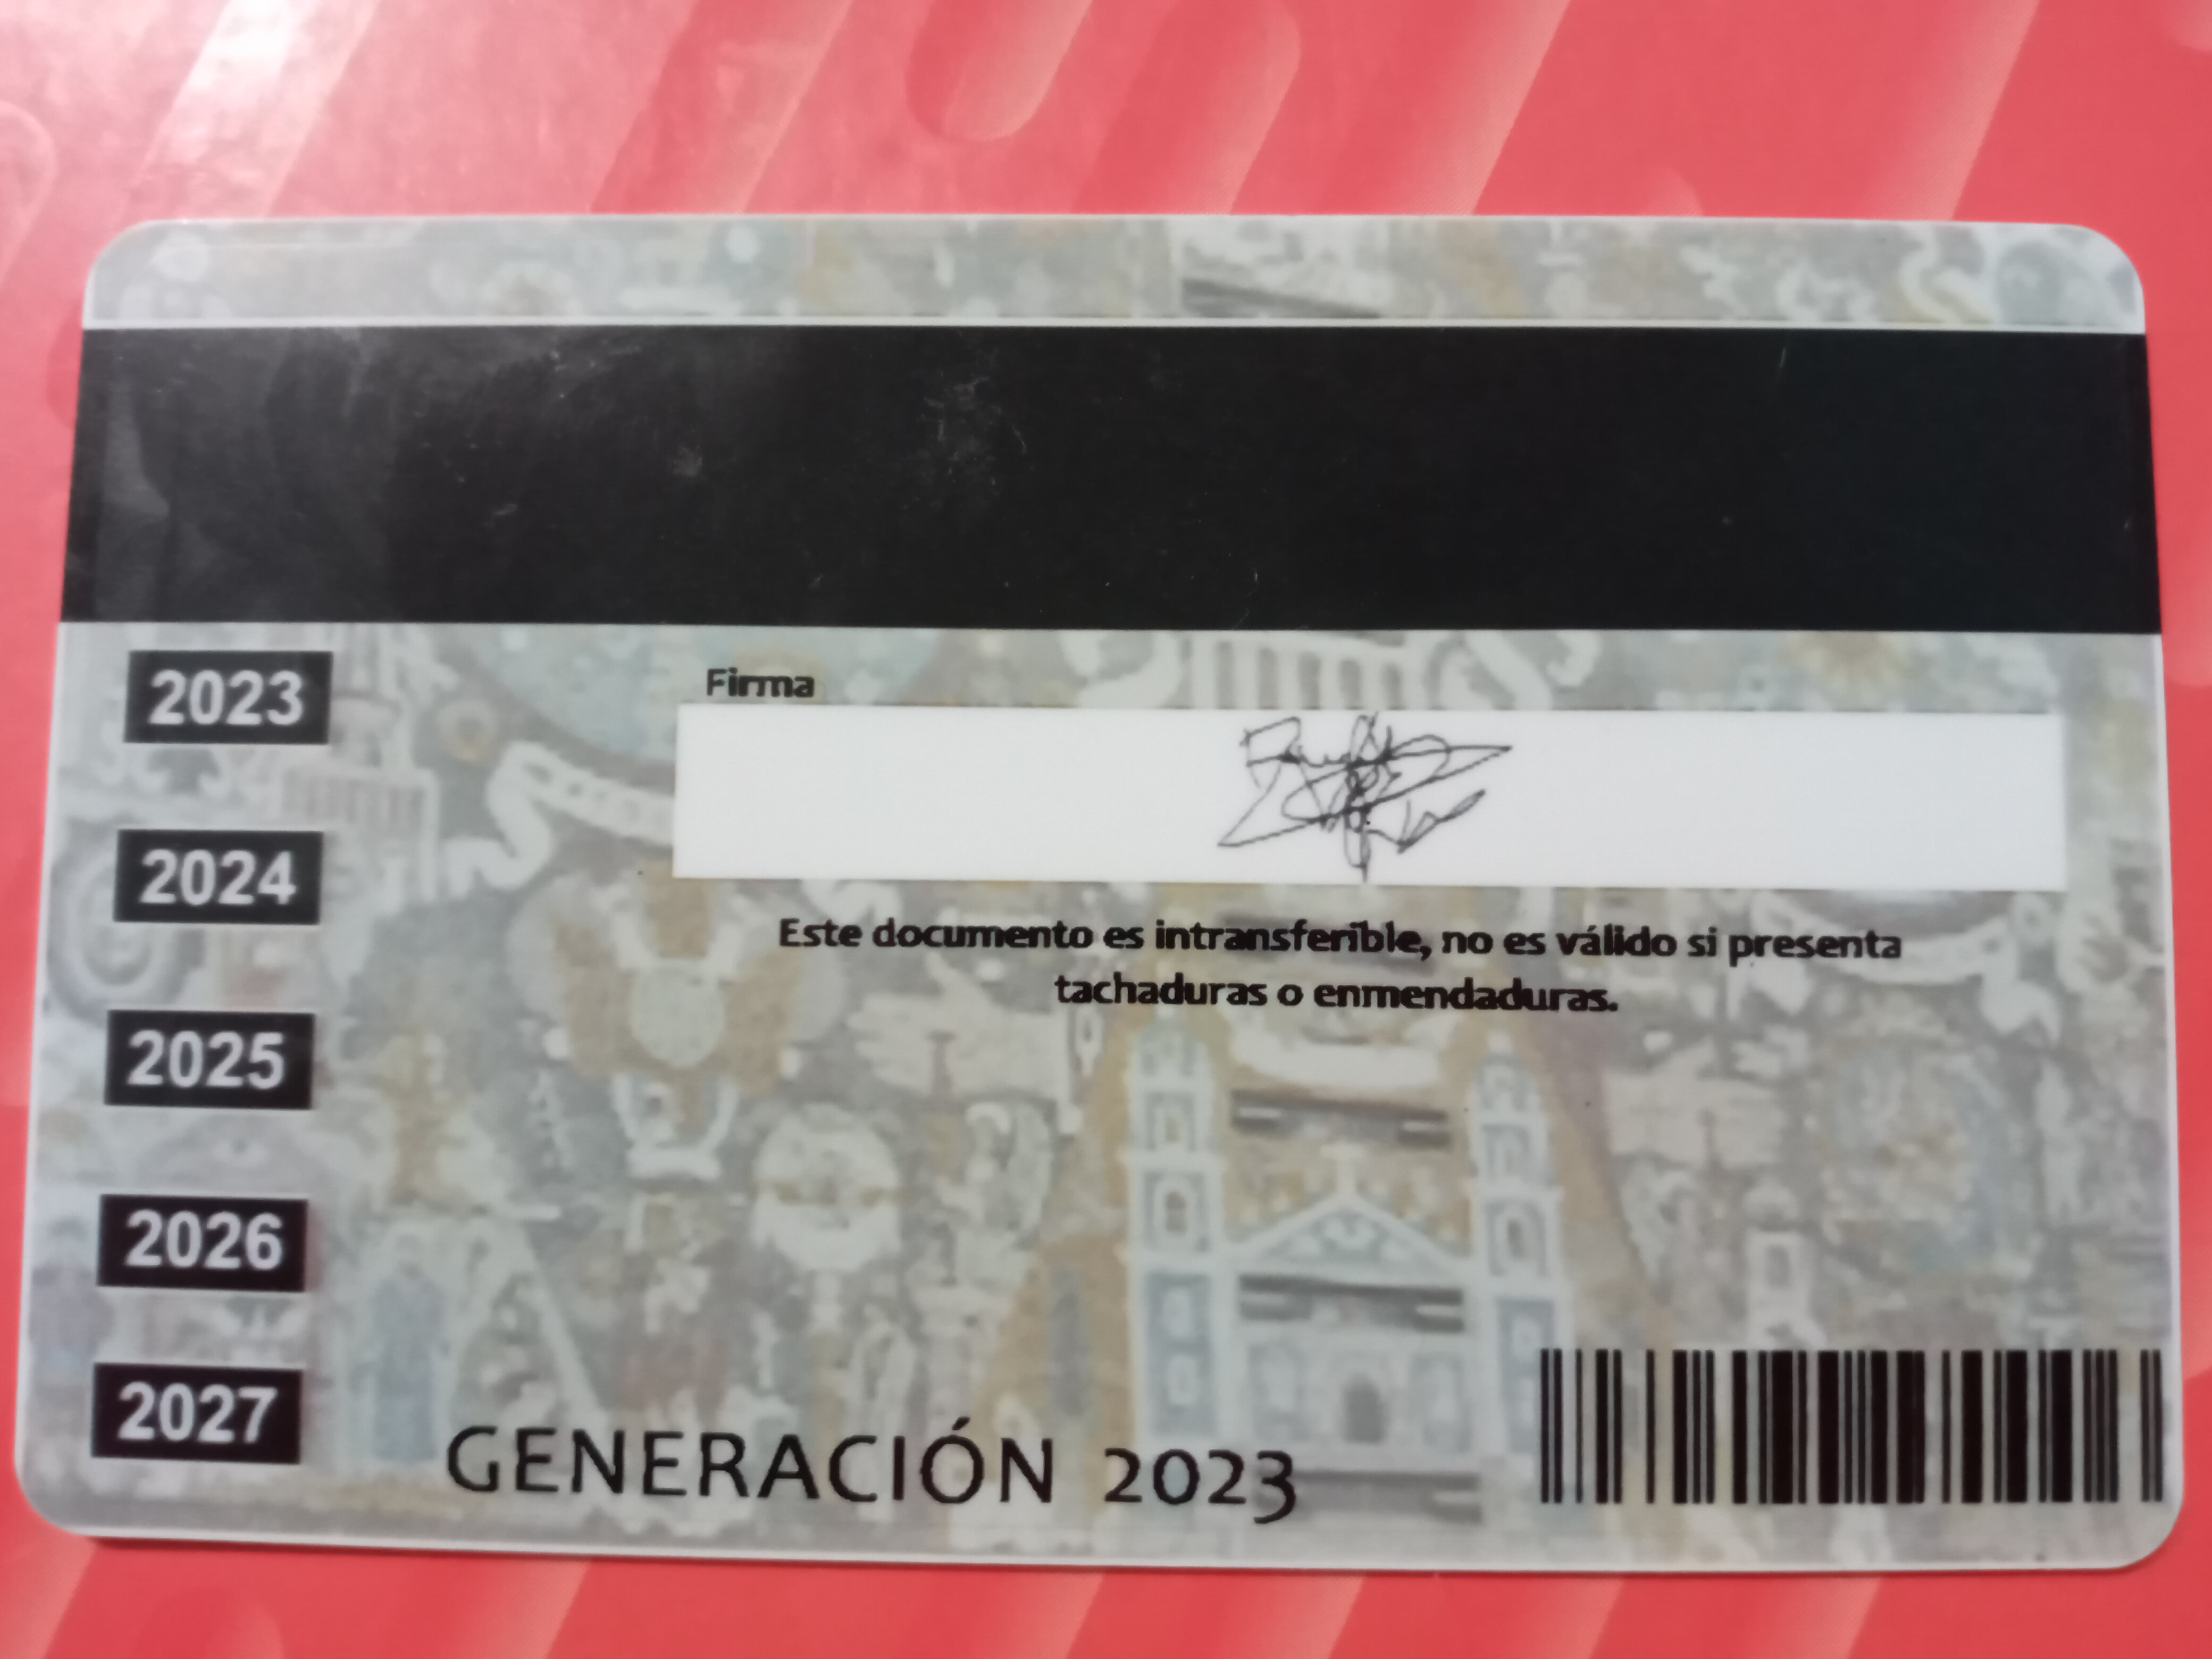 2023
Firma
2024
Este documento es intransferible, no es válido si presenta
tachaduras o enmendaduras.
2025
2026
2027
GENERACIÓN 2023